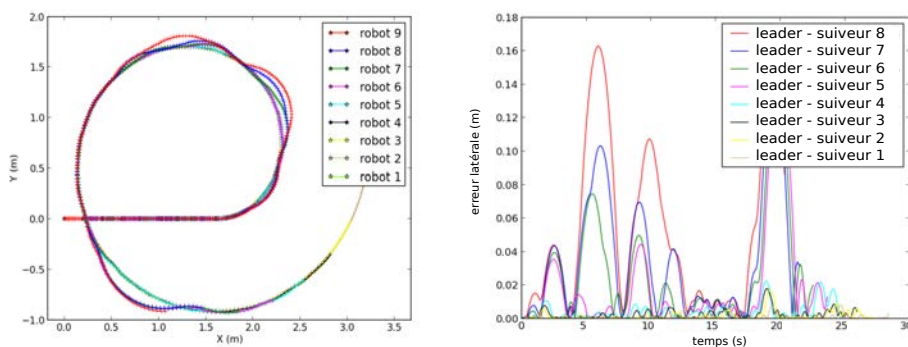 2.0
1.5
1.0
0.5
0.0
−0.5
−1.0
Y (m)
0.0 0.5 1.0 1.5 2.0 2.5 3.0 3.5
X (m)
robot 9
robot 8
robot 7
robot 6
robot 5
robot 4
robot 3
robot 2
robot 1
0.18
0.16
0.14
0.12
0.10
0.08
0.06
0.04
0.02
0.00
erreur latérale (m)
0 5 10 15 20 25 30
temps (s)
leader - suiveur 8
leader - suiveur 7
leader - suiveur 6
leader - suiveur 5
leader - suiveur 4
leader - suiveur 3
leader - suiveur 2
leader - suiveur 1